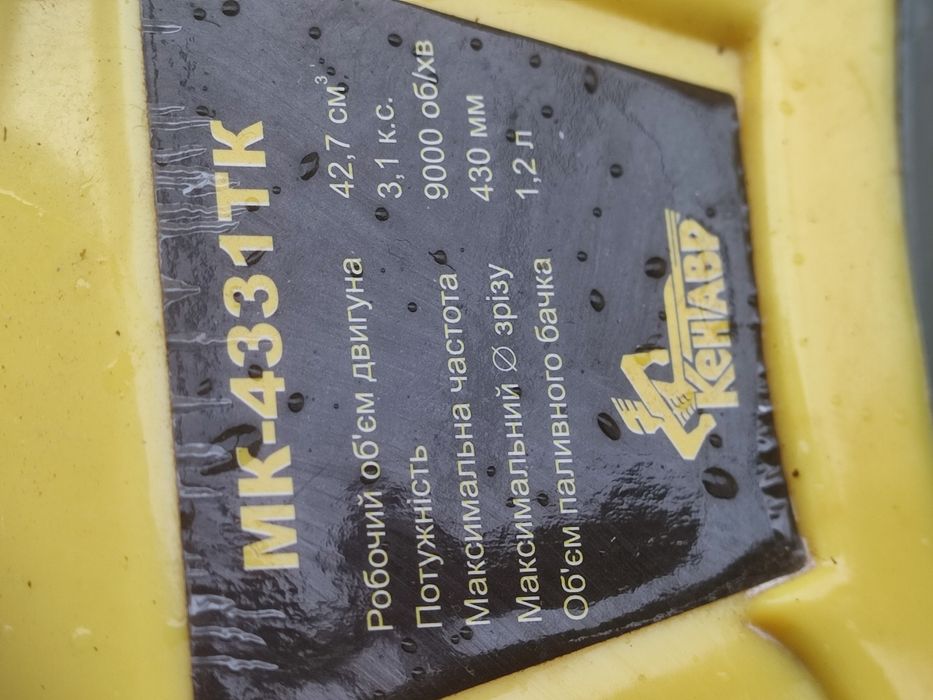 МК-4331ТК
Робочий об'єм двигуна 42,7 см³
Потужність 3,1 к.с.
Максимальна частота 9000 об/хв
Максимальний Ø зрізу 430 мм
Об'єм паливного бачка 1,2 л
Кентавр